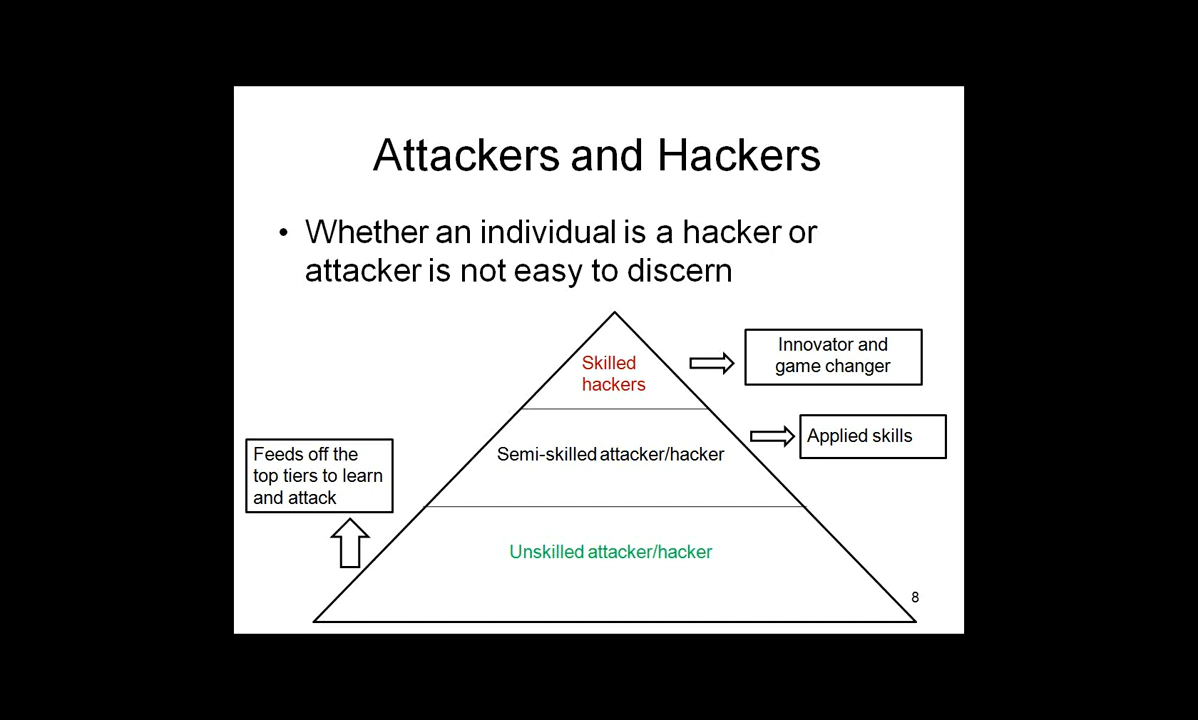 Attackers and Hackers
• Whether an individual is a hacker or
attacker is not easy to discern
Skilled
hackers
Innovator and
game changer
Semi-skilled attacker/hacker
Applied skills
Feeds off the
top tiers to learn
and attack
Unskilled attacker/hacker
8